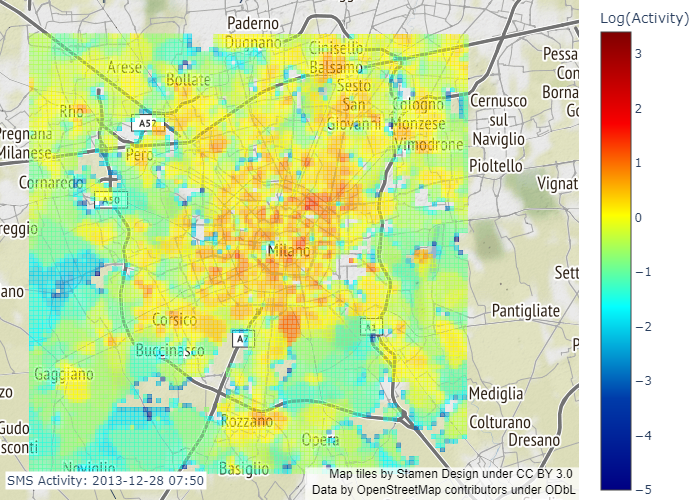 Paderno
Dugnano
Cinisello
Balsamo
Arese
Bollate
Sesto
San
Giovanni
Rho
A57
Cologno
Monzese
Vimodrone
Cernusco
sul
Naviglio
Pioltello
Pessa
Con
Borna
Go
Pregnana
Milanese
Pero
Cornaredo
A50
Vignat
reggio
Milano
Sett
ano
Pantigliate
Corsico
A7
A1
Buccinasco
P
Gaggiano
zo
Mediglia
Rozzano
Colturano
Gudo
sconti
Opera
Dresano
Noviglio
Basiglio
SMS Activity: 2013-12-28 07:50
Map tiles by Stamen Design under CC BY 3.0
Data by OpenStreetMap contributors under ODbL
Log(Activity)
3
2
1
0
−1
−2
−3
−4
−5